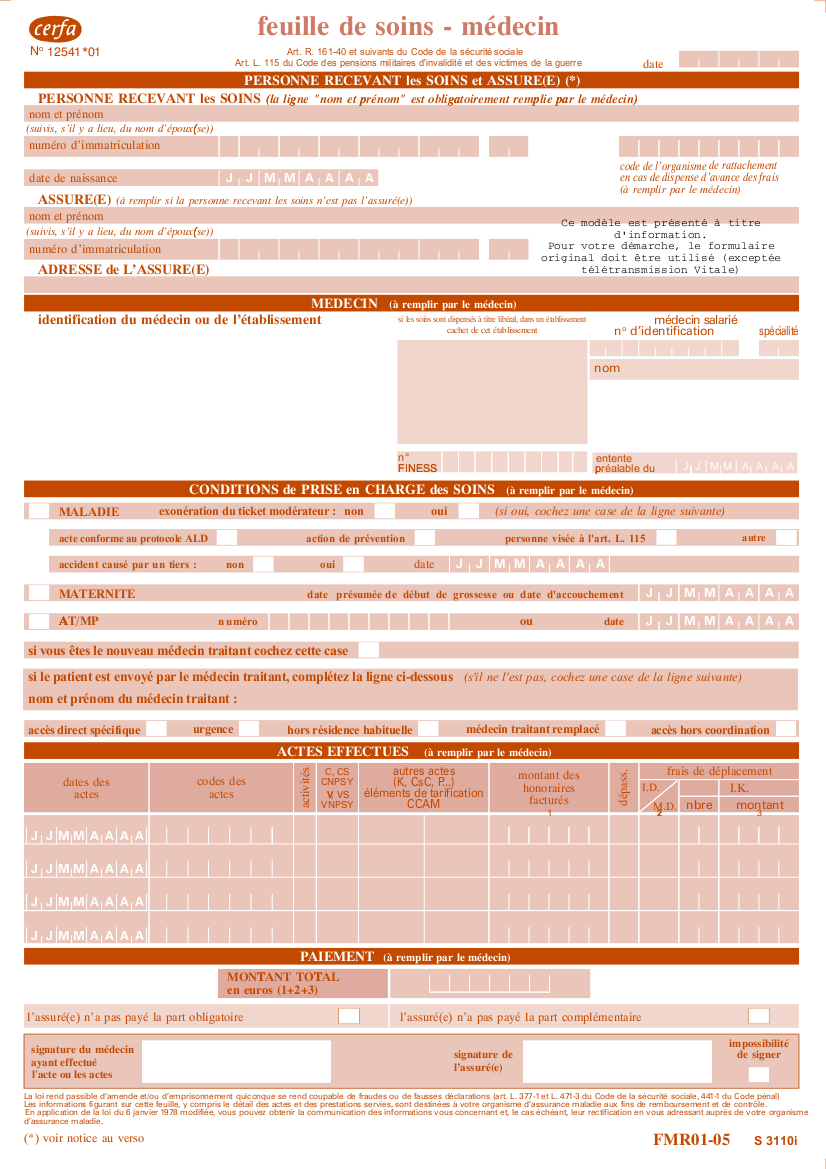 cerfa
feuille de soins - médecin
N° 12541*01
Art. R. 161-40 et suivants du Code de la sécurité sociale
Art. L. 115 du Code des pensions militaires d'invalidité et des victimes de la guerre
date
PERSONNE RECEVANT les SOINS et ASSURE(E) (*)
PERSONNE RECEVANT les SOINS (la ligne "nom et prénom" est obligatoirement remplie par le médecin)
nom et prénom
(suivis, s'il y a lieu, du nom d'époux(se))
numéro d'immatriculation
code de l'organisme de rattachement
en cas de dispense d'avance des frais
(à remplir par le médecin)
date de naissance J J M M A A A A
ASSURE(E) (à remplir si la personne recevant les soins n'est pas l'assuré(e))
nom et prénom
(suivis, s'il y a lieu, du nom d'époux(se))
numéro d'immatriculation
Ce modèle est présenté à titre
d'information.
Pour votre démarche, le formulaire
original doit être utilisé (exceptée
télétransmission Vitale)
ADRESSE de L'ASSURE(E)
MEDECIN (à remplir par le médecin)
identification du médecin ou de l'établissement
si les soins sont dispensés à titre libéral, dans un établissement
cachet de cet établissement
médecin salarié
n° d'identification spécialité
nom
n°
FINESS
entente
préalable du J J M M A A A A
CONDITIONS de PRISE en CHARGE des SOINS (à remplir par le médecin)
MALADIE exonération du ticket modérateur : non oui (si oui, cochez une case de la ligne suivante)
acte conforme au protocole ALD action de prévention personne visée à l'art. L. 115 autre
accident causé par un tiers : non oui date J J M M A A A A
MATERNITE date présumée de début de grossesse ou date d'accouchement J J M M A A A A
AT/MP numéro ou date J J M M A A A A
si vous êtes le nouveau médecin traitant cochez cette case
si le patient est envoyé par le médecin traitant, complétez la ligne ci-dessous (s'il ne l'est pas, cochez une case de la ligne suivante)
nom et prénom du médecin traitant :
accès direct spécifique urgence hors résidence habituelle médecin traitant remplacé accès hors coordination
ACTES EFFECTUES (à remplir par le médecin)
dates des
actes
codes des
actes
activités
C, CS
CNPSY
V, VS
VNPSY
autres actes
(K, CsC, P...)
éléments de tarification
CCAM
montant des
honoraires
facturés
1
dépass.
frais de déplacement
I.D.
M.D.
2
I.K.
nbre montant
3
J J M M A A A A
J J M M A A A A
J J M M A A A A
J J M M A A A A
PAIEMENT (à remplir par le médecin)
MONTANT TOTAL
en euros (1+2+3)
l'assuré(e) n'a pas payé la part obligatoire l'assuré(e) n'a pas payé la part complémentaire
signature du médecin
ayant effectué
l'acte ou les actes
signature de
l'assuré(e)
impossibilité
de signer
La loi rend passible d'amende et/ou d'emprisonnement quiconque se rend coupable de fraudes ou de fausses déclarations (art. L. 377-1 et L. 471-3 du Code de la sécurité sociale, 441-1 du Code pénal)
Les informations figurant sur cette feuille, y compris le détail des actes et des prestations servies, sont destinées à votre organisme d'assurance maladie aux fins de remboursement et de contrôle.
En application de la loi du 6 janvier 1978 modifiée, vous pouvez obtenir la communication des informations vous concernant et, le cas échéant, leur rectification en vous adressant auprès de votre organisme
d'assurance maladie.
(*) voir notice au verso
FMR01-05 S 3110i